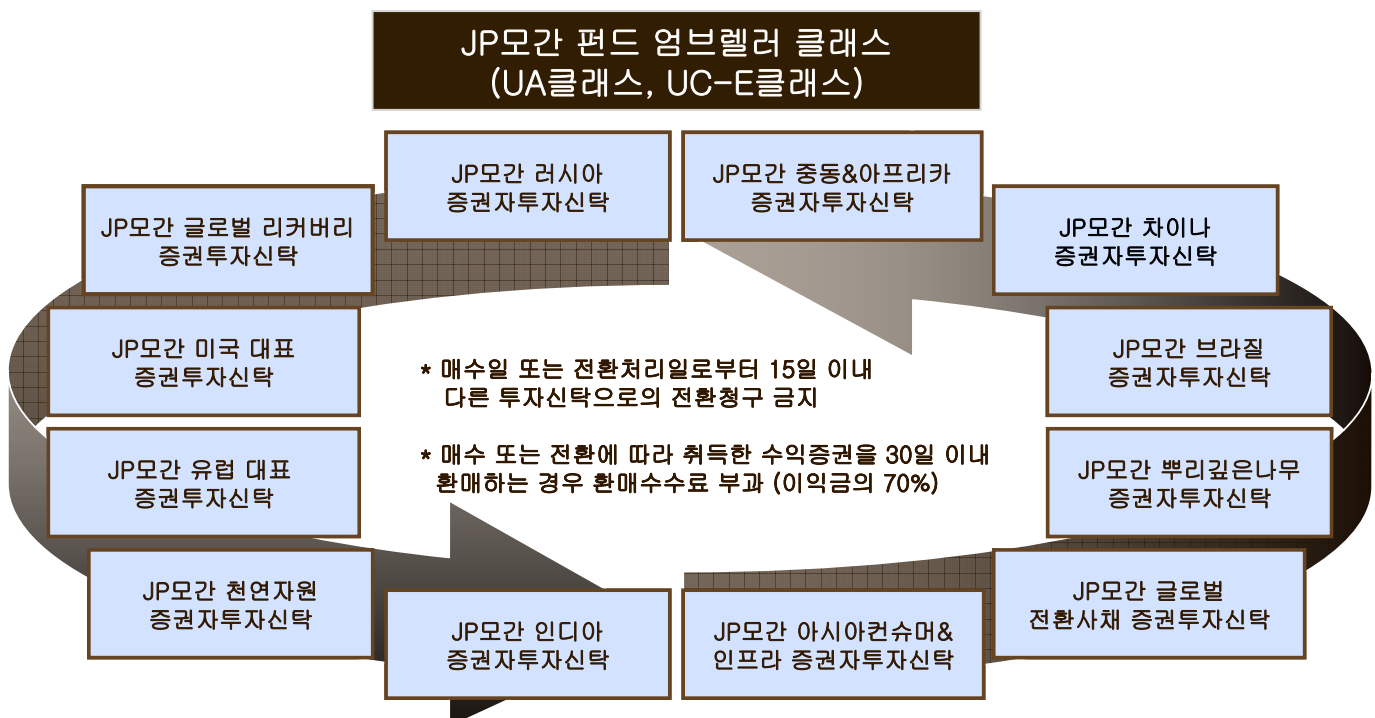 JP모간 펀드 엄브렐러 클래스
(UA클래스, UC-E클래스)
JP모간 러시아
증권자투자신탁
JP모간 중동&아프리카
증권자투자신탁
JP모간 글로벌 리커버리
증권투자신탁
JP모간 차이나
증권자투자신탁
JP모간 미국 대표
증권투자신탁
JP모간 브라질
증권자투자신탁
* 매수일 또는 전환처리일로부터 15일 이내
다른 투자신탁으로의 전환청구 금지
* 매수 또는 전환에 따라 취득한 수익증권을 30일 이내
환매하는 경우 환매수수료 부과 (이익금의 70%)
JP모간 유럽 대표
증권투자신탁
JP모간 뿌리깊은나무
증권자투자신탁
JP모간 천연자원
증권자투자신탁
JP모간 글로벌
전환사채 증권투자신탁
JP모간 인디아
증권자투자신탁
JP모간 아시아컨슈머&
인프라 증권자투자신탁